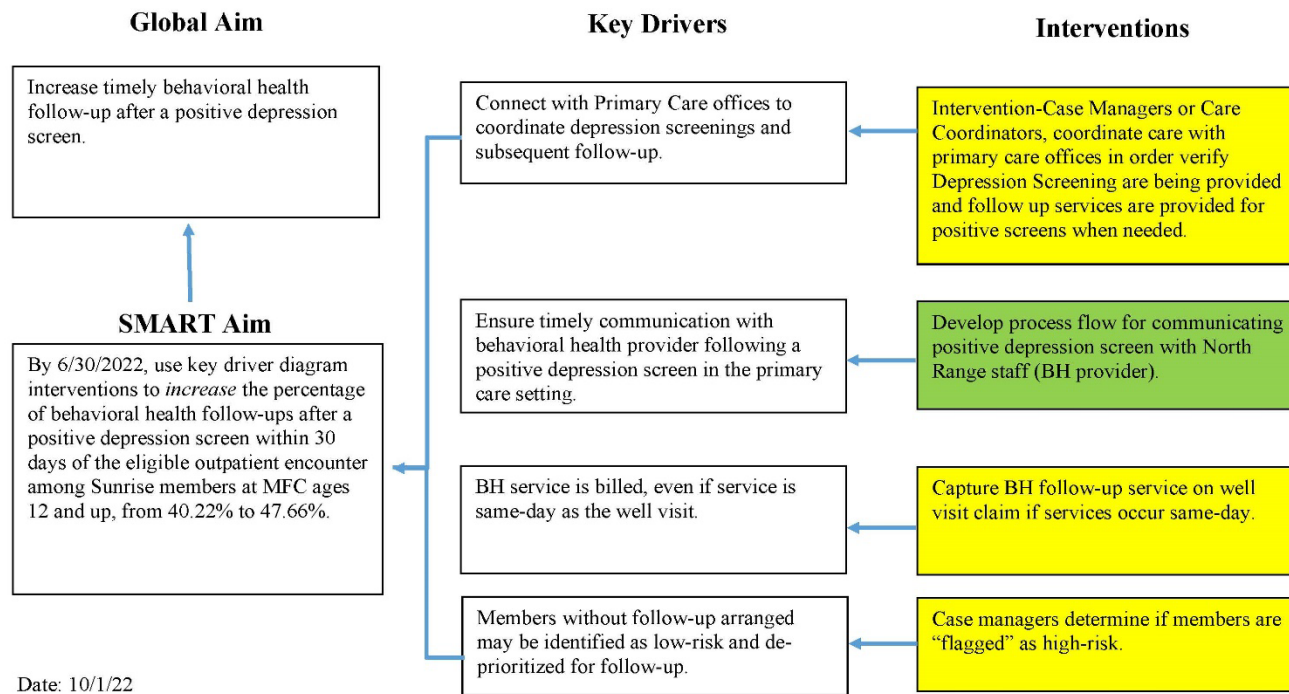 Global Aim
Increase timely behavioral health
follow-up after a positive depression
screen.
SMART Aim
By 6/30/2022, use key driver diagram
interventions to increase the percentage
of behavioral health follow-ups after a
positive depression screen within 30
days of the eligible outpatient encounter
among Sunrise members at MFC ages
12 and up, from 40.22% to 47.66%.
Key Drivers
Connect with Primary Care offices to
coordinate depression screenings and
subsequent follow-up.
Ensure timely communication with
behavioral health provider following a
positive depression screen in the primary
care setting.
BH service is billed, even if service is
same-day as the well visit.
Members without follow-up arranged
may be identified as low-risk and de-
prioritized for follow-up.
Interventions
Intervention-Case Managers or Care
Coordinators, coordinate care with
primary care offices in order verify
Depression Screening are being provided
and follow up services are provided for
positive screens when needed.
Develop process flow for communicating
positive depression screen with North
Range staff (BH provider).
Capture BH follow-up service on well
visit claim if services occur same-day.
Case managers determine if members are
“flagged” as high-risk.
Date: 10/1/22